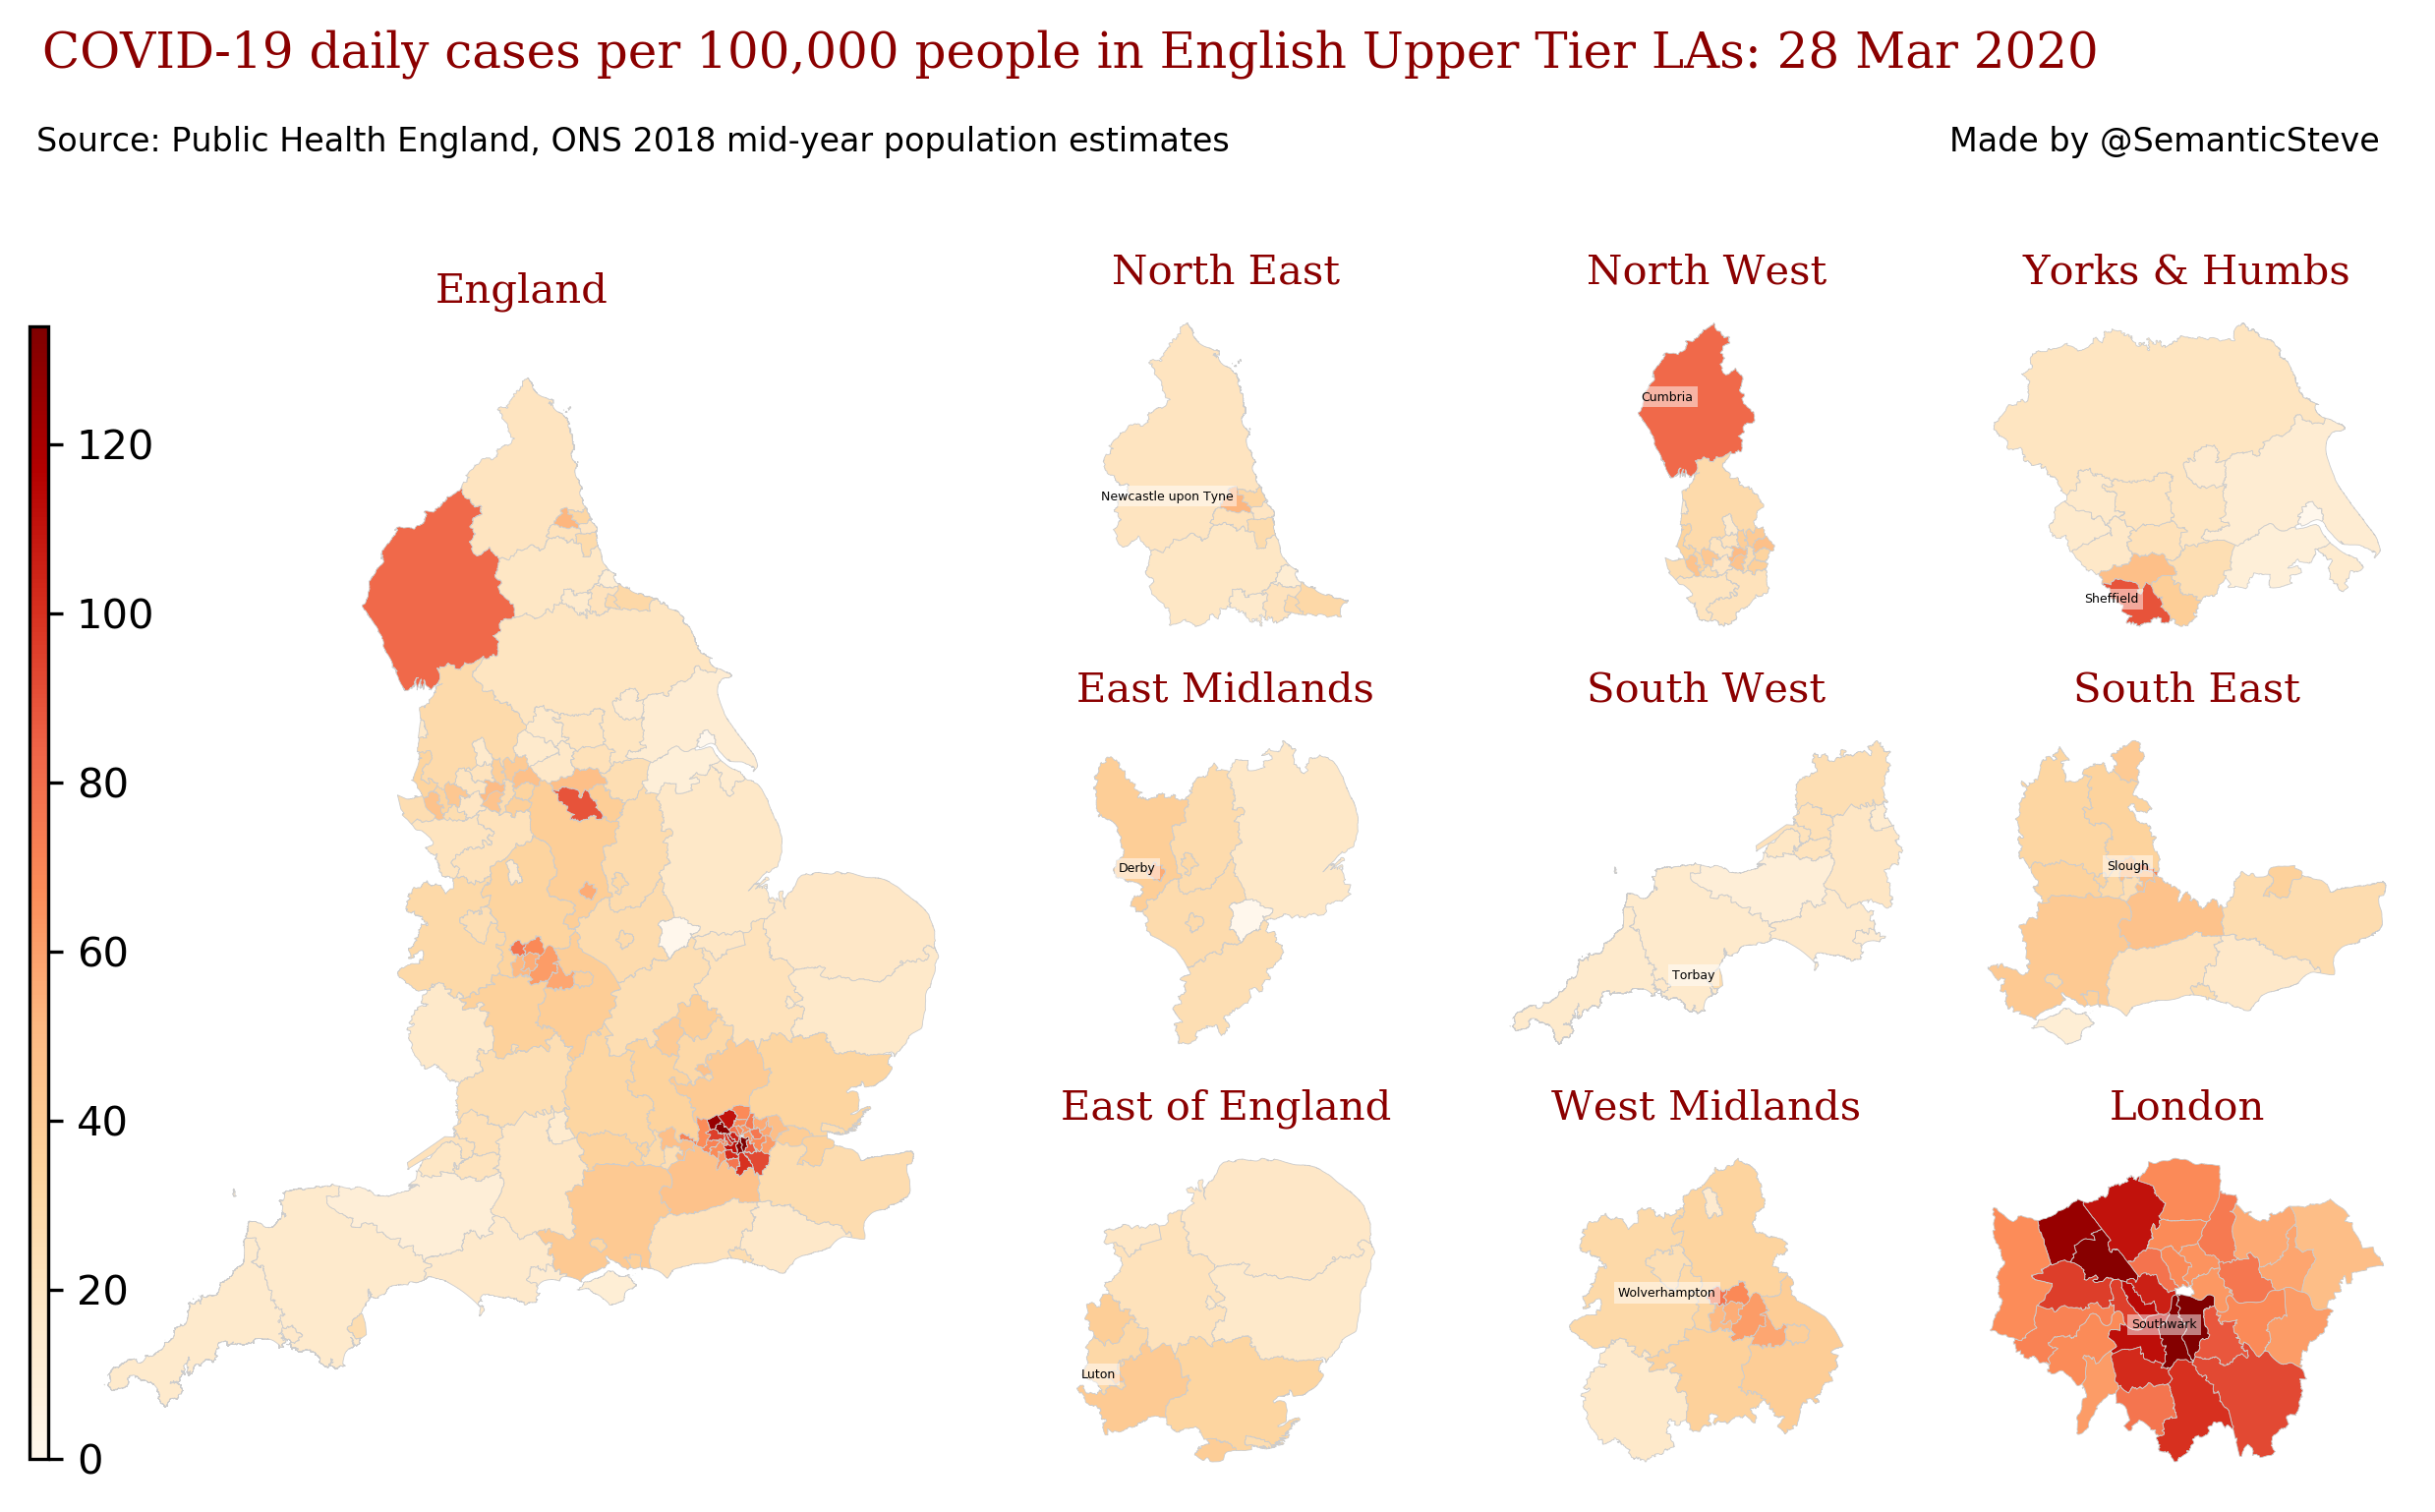 COVID-19 daily cases per 100,000 people in English Upper Tier LAs: 28 Mar 2020
Source: Public Health England, ONS 2018 mid-year population estimates
Made by @SemanticSteve
England
120
100
80
60
40
20
0
North East
Newcastle upon Tyne
North West
Cumbria
Yorks & Humbs
Sheffield
East Midlands
Derby
South West
Torbay
South East
Slough
East of England
Luton
West Midlands
Wolverhampton
London
Southwark